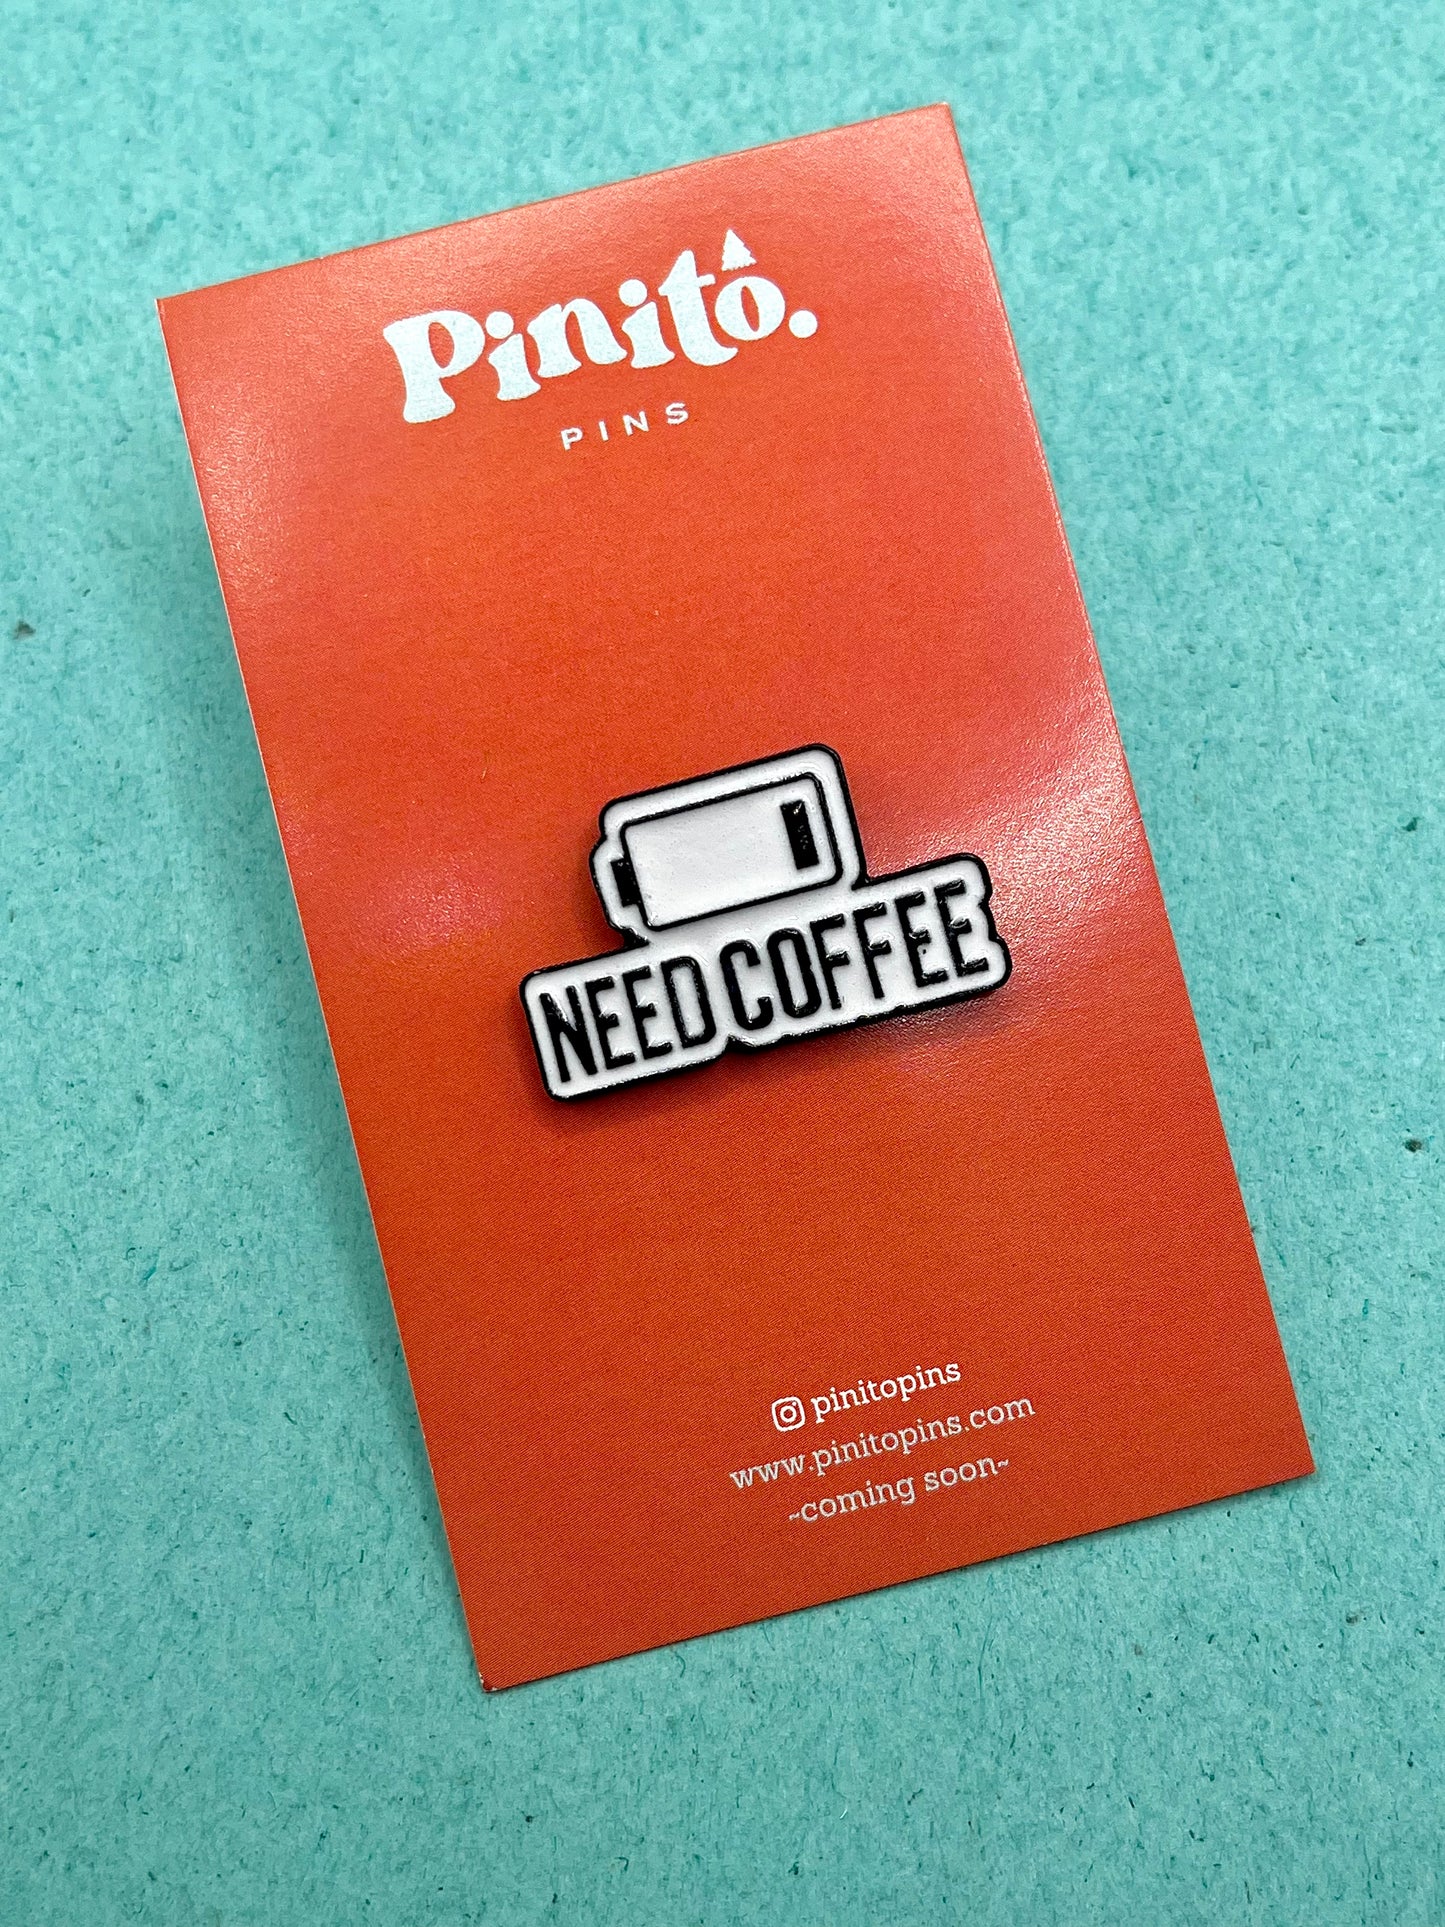 Pinito.
PINS
NEED COFFEE
pinitopins
www.pinitopins.com
~coming soon~